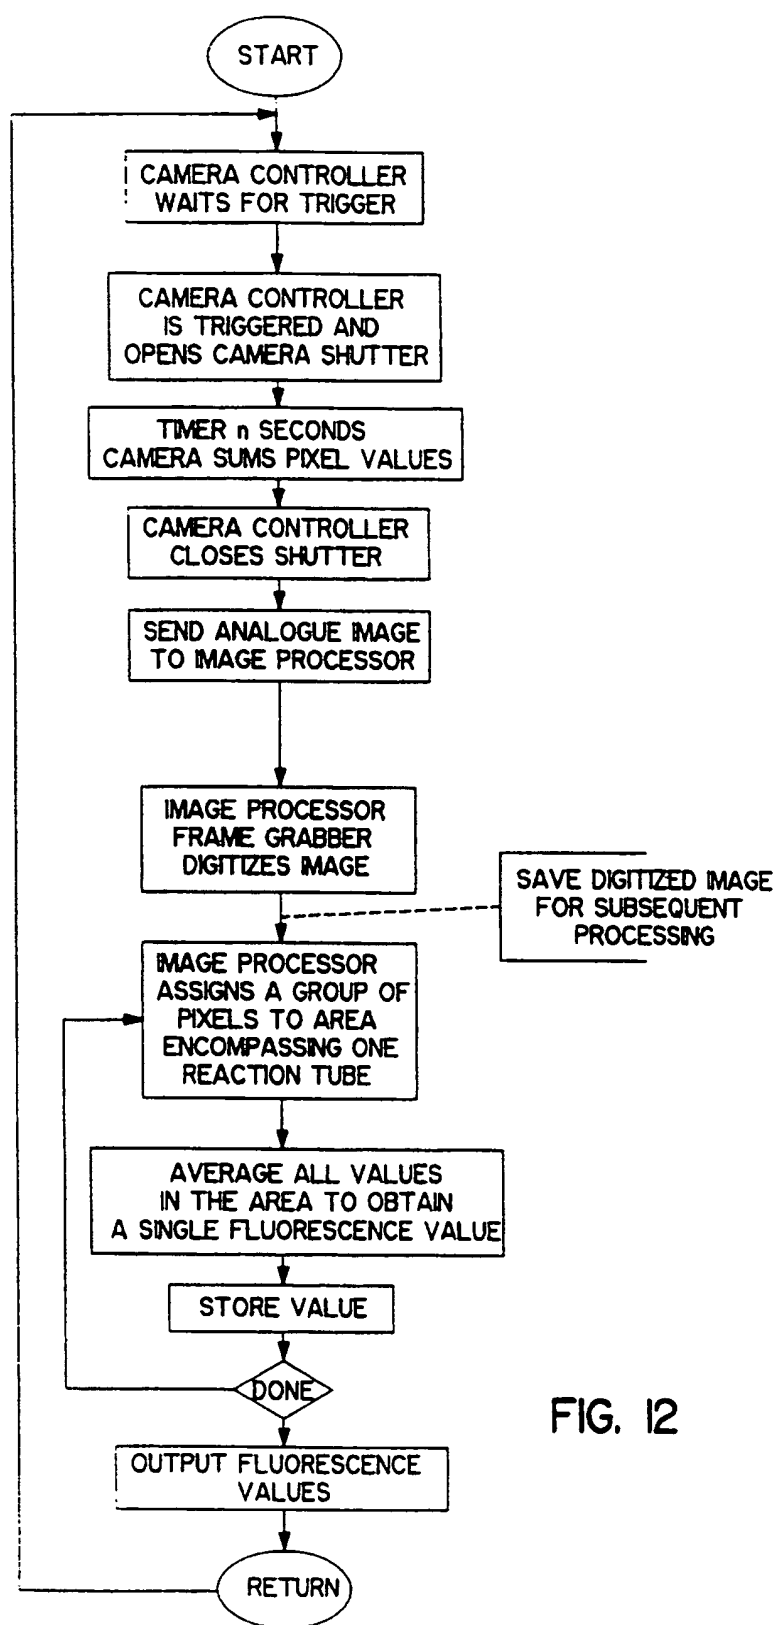 START
CAMERA CONTROLLER
WAITS FOR TRIGGER
CAMERA CONTROLLER
IS TRIGGERED AND
OPENS CAMERA SHUTTER
TIMER n SECONDS
CAMERA SUMS PIXEL VALUES
CAMERA CONTROLLER
CLOSES SHUTTER
SEND ANALOGUE IMAGE
TO IMAGE PROCESSOR
IMAGE PROCESSOR
FRAME GRABBER
DIGITIZES IMAGE
SAVE DIGITIZED IMAGE
FOR SUBSEQUENT
PROCESSING
IMAGE PROCESSOR
ASSIGNS A GROUP OF
PIXELS TO AREA
ENCOMPASSING ONE
REACTION TUBE
AVERAGE ALL VALUES
IN THE AREA TO OBTAIN
A SINGLE FLUORESCENCE VALUE
STORE VALUE
DONE
OUTPUT FLUORESCENCE
VALUES
RETURN
FIG. 12